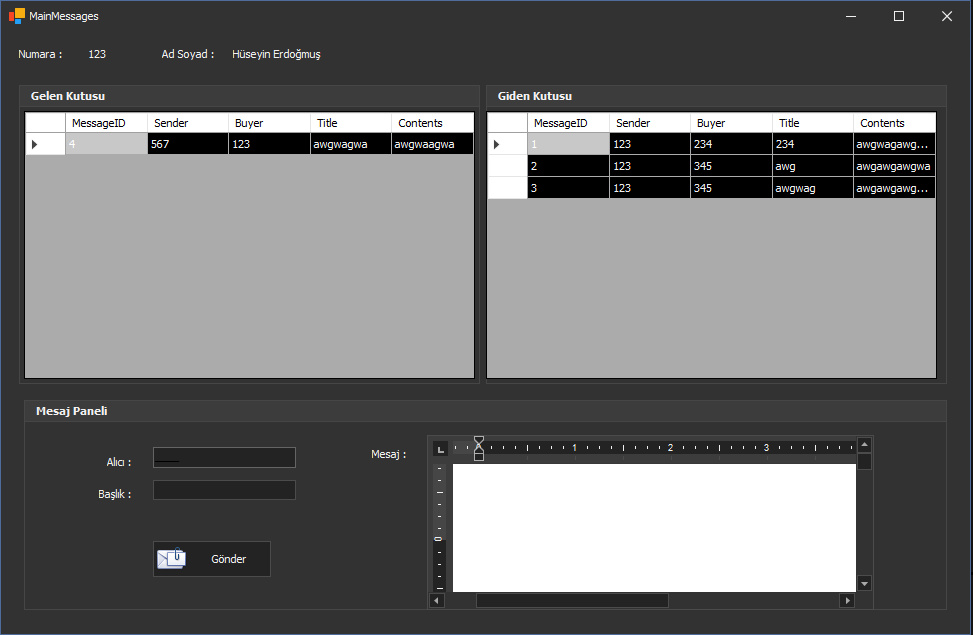 MainMessages
Numara : 123 Ad Soyad : Hüseyin Erdoğmuş
Gelen Kutusu
MessageID Sender Buyer Title Contents
4 567 123 awgwagwa awgwaagwa
Giden Kutusu
MessageID Sender Buyer Title Contents
1 123 234 234 awgwagawg...
2 123 345 awg awgawgawgwa
3 123 345 awgwag awgawgawg...
Mesaj Paneli
Alıcı :
Başlık :
Gönder
Mesaj :
1 2 3